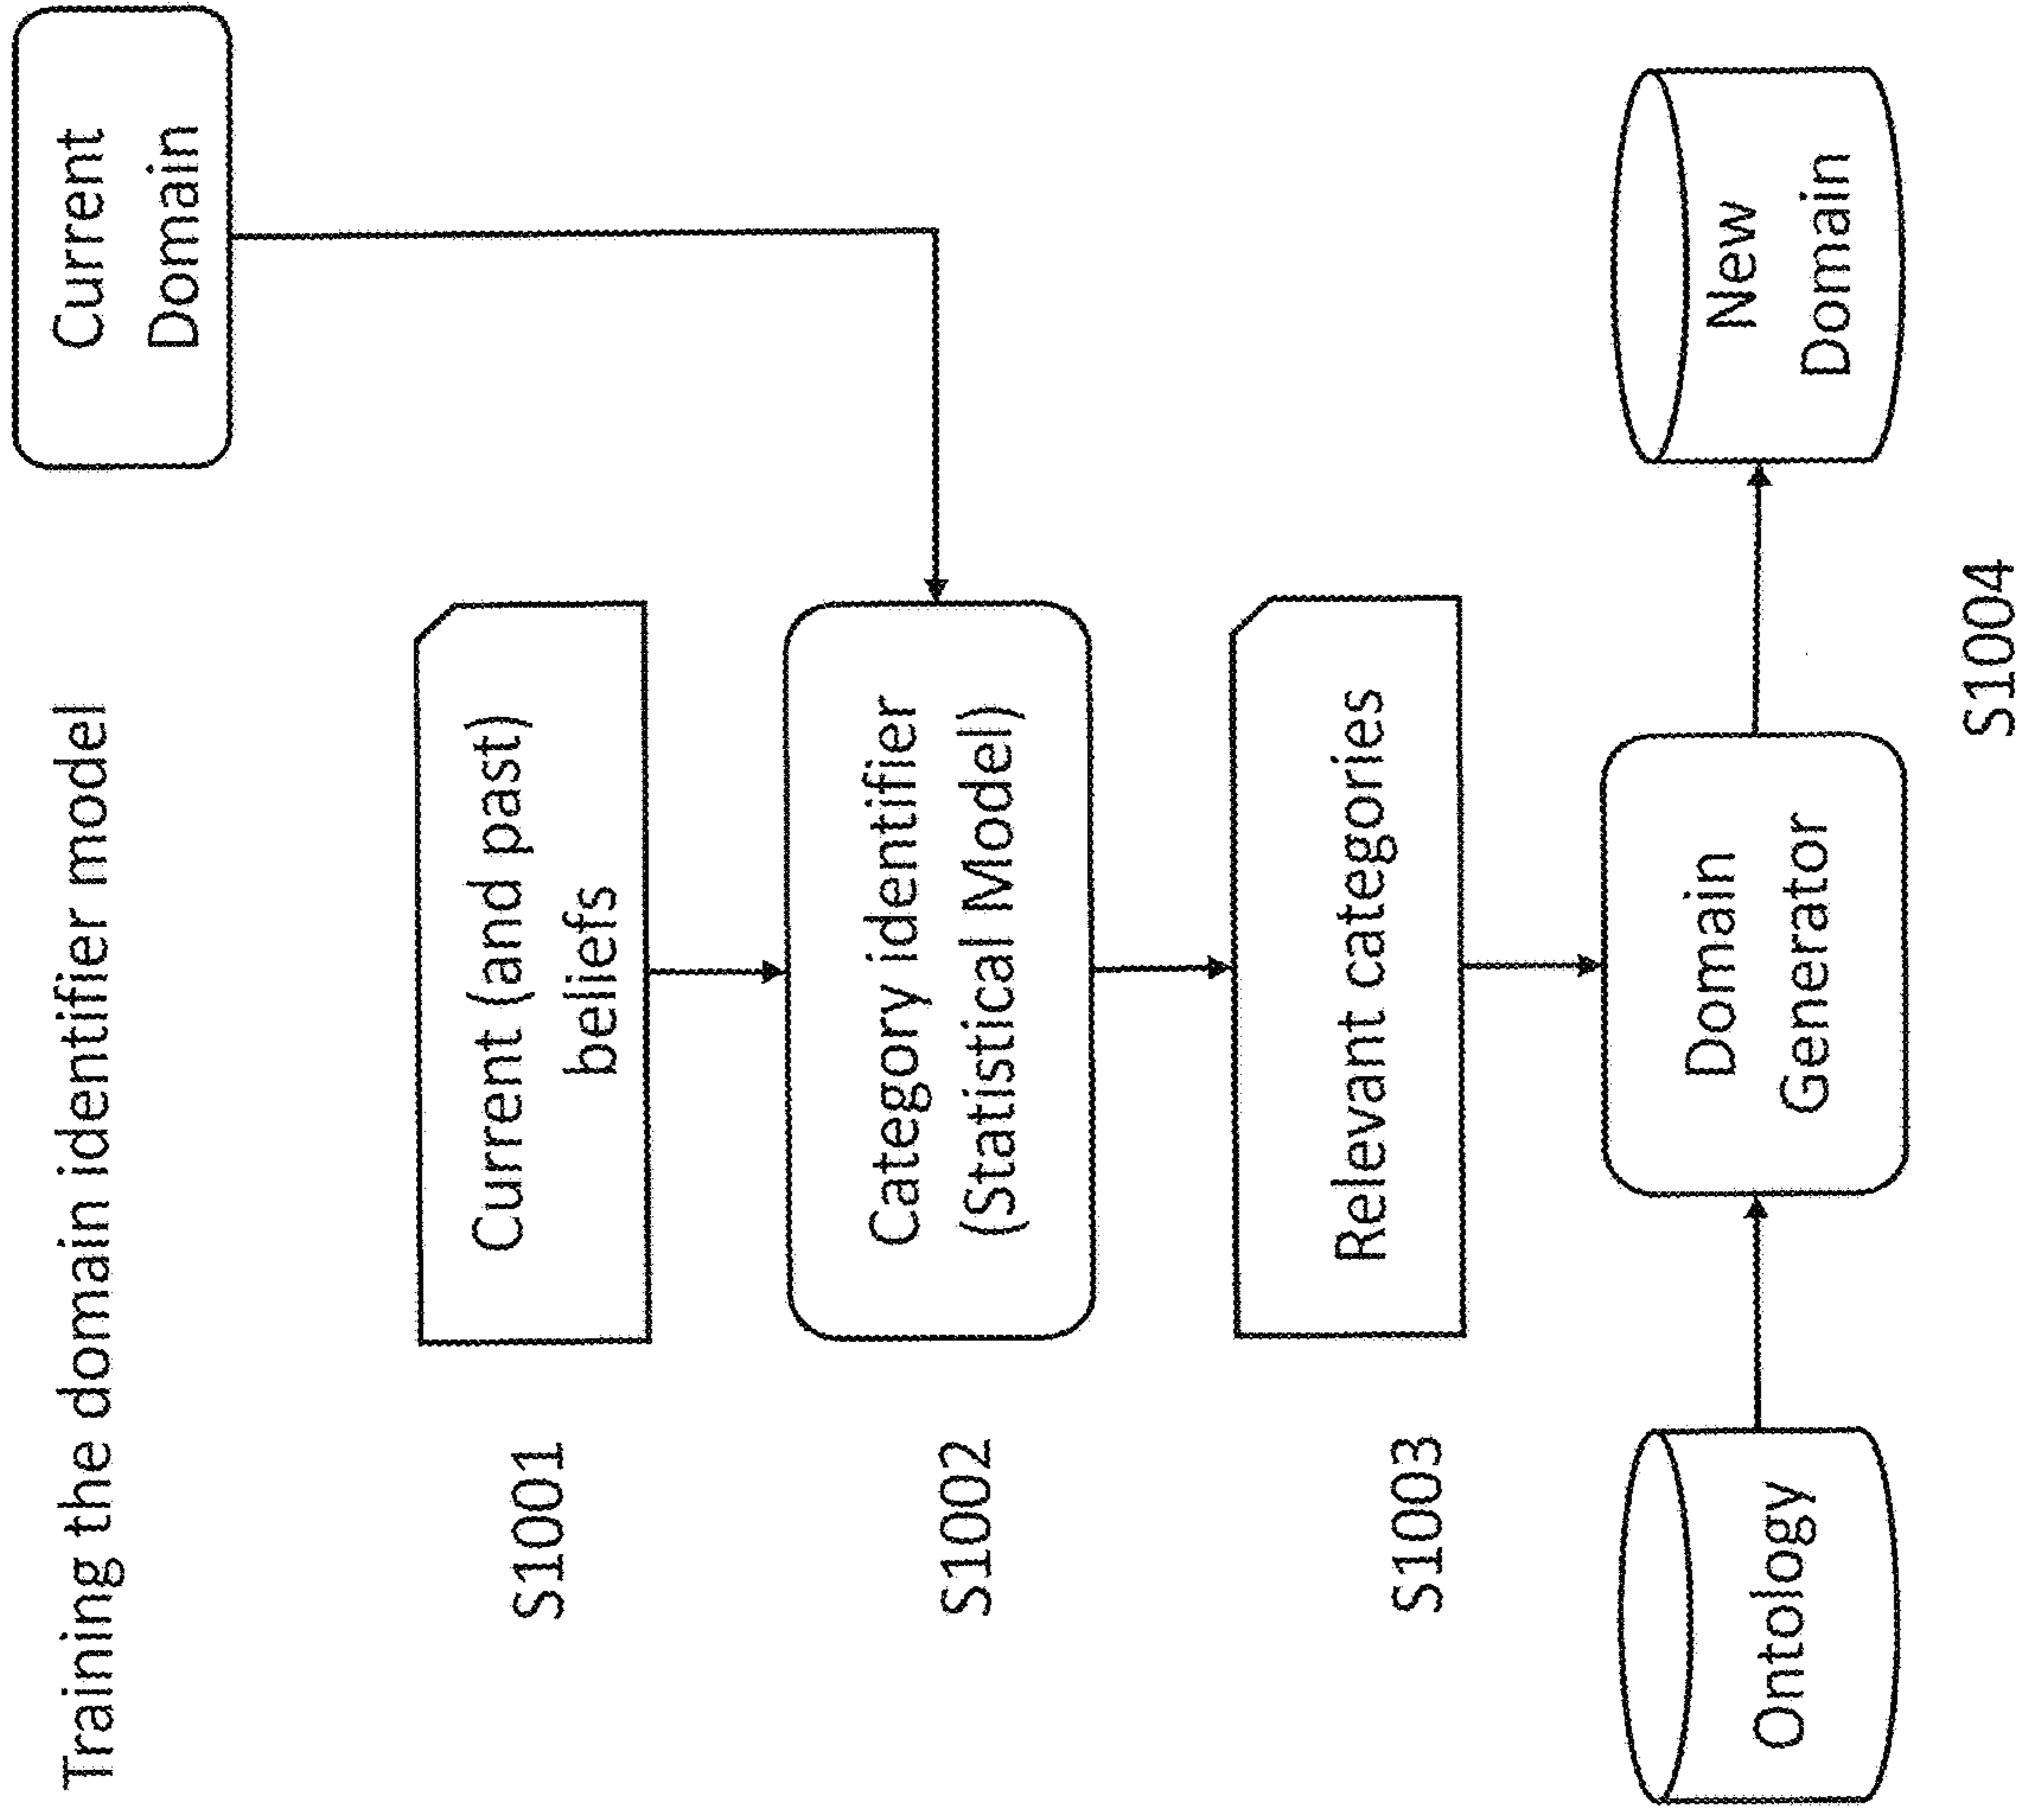 Training the domain identifier model
Current
Domain
S1001
Current (and past)
beliefs
S1002
Category identifier
(Statistical Model)
S1003
Relevant categories
Ontology
Domain
Generator
New
Domain
S1004